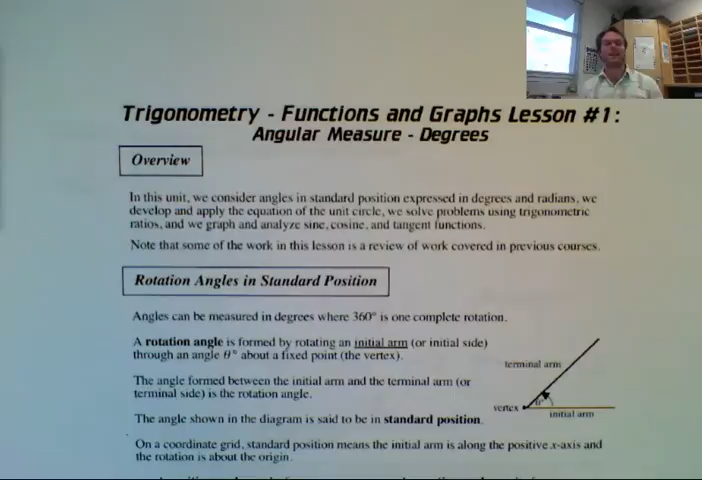 Trigonometry - Functions and Graphs Lesson #1:
Angular Measure - Degrees
Overview
In this unit, we consider angles in standard position expressed in degrees and radians, we
develop and apply the equation of the unit circle, we solve problems using trigonometric
ratios, and we graph and analyze sine, cosine, and tangent functions.
Note that some of the work in this lesson is a review of work covered in previous courses.
Rotation Angles in Standard Position
Angles can be measured in degrees where 360° is one complete rotation.
A rotation angle is formed by rotating an initial arm (or initial side)
through an angle θ° about a fixed point (the vertex).
The angle formed between the initial arm and the terminal arm (or
terminal side) is the rotation angle.
The angle shown in the diagram is said to be in standard position.
terminal arm
θ°
vertex
initial arm
On a coordinate grid, standard position means the initial arm is along the positive x-axis and
the rotation is about the origin.